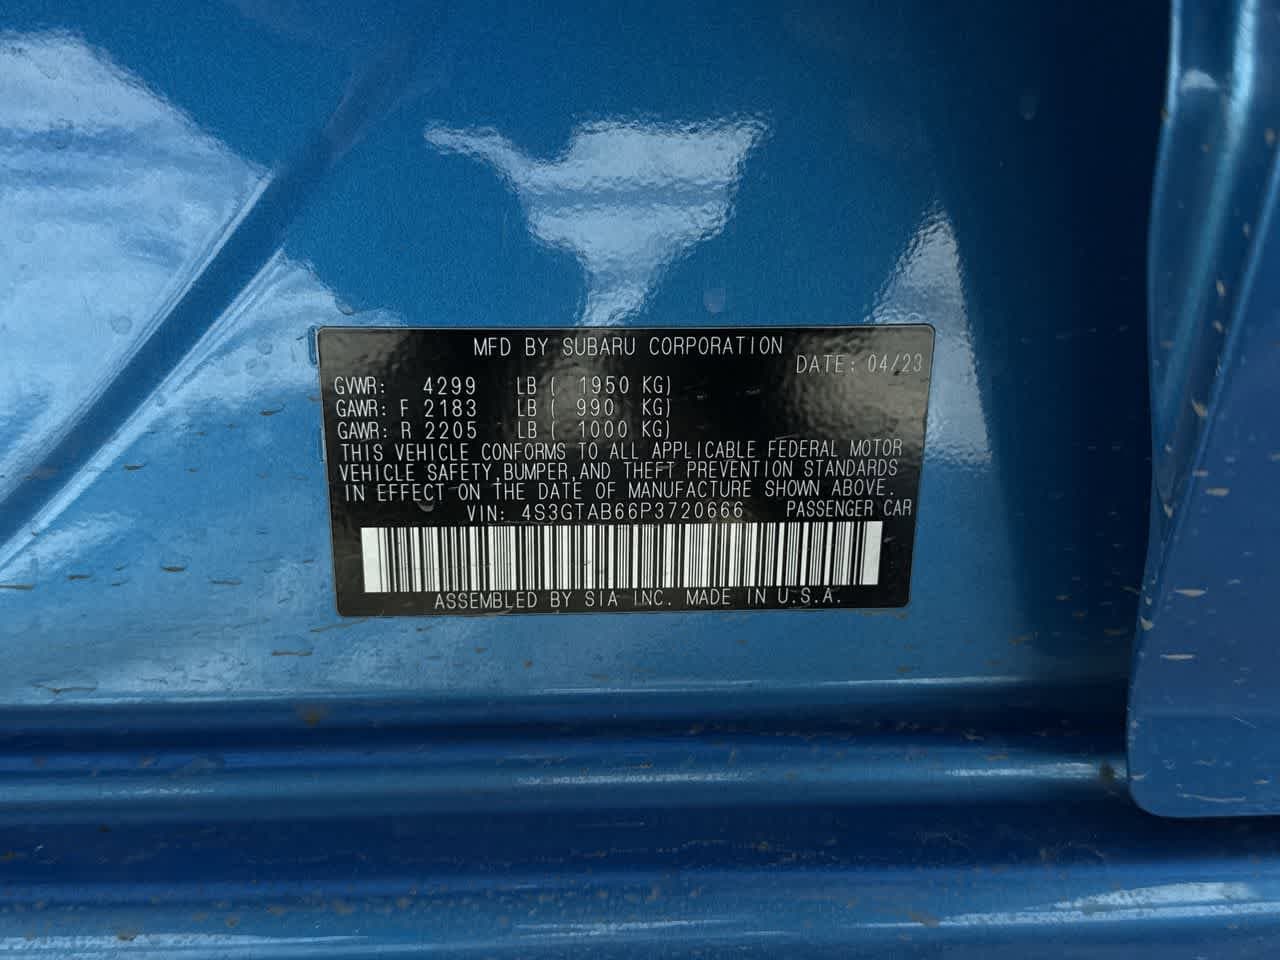 MFD BY SUBARU CORPORATION
DATE: 04/23
GVWR: 4299 LB ( 1950 KG)
GAWR: F 2183 LB ( 990 KG)
GAWR: R 2205 LB ( 1000 KG)
THIS VEHICLE CONFORMS TO ALL APPLICABLE FEDERAL MOTOR
VEHICLE SAFETY,BUMPER,AND THEFT PREVENTION STANDARDS
IN EFFECT ON THE DATE OF MANUFACTURE SHOWN ABOVE.
VIN: 4S3GTAB66P3720666 PASSENGER CAR
ASSEMBLED BY SIA INC. MADE IN U.S.A.